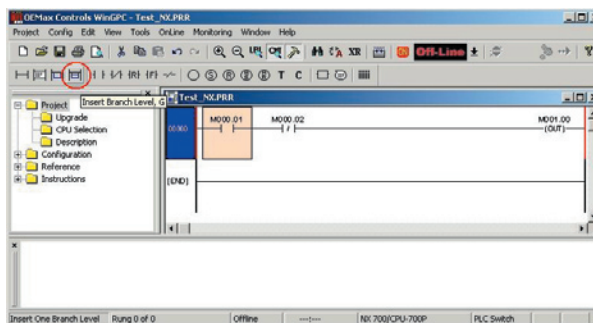 OEMax Controls WinGPC - Test_NX.PRR
Project Config Edit View Tools OnLine Monitoring Window Help
XR Off-Line
T C
Insert Branch Level, G
Test_NX.PRR
Project
Upgrade
CPU Selection
Description
Configuration
Reference
Instructions
00000 M000.01 M000.02 M001.00
(OUT)
[END]
Insert One Branch Level Rung 0 of 0 Offline NX 700/CPU-700P PLC Switch